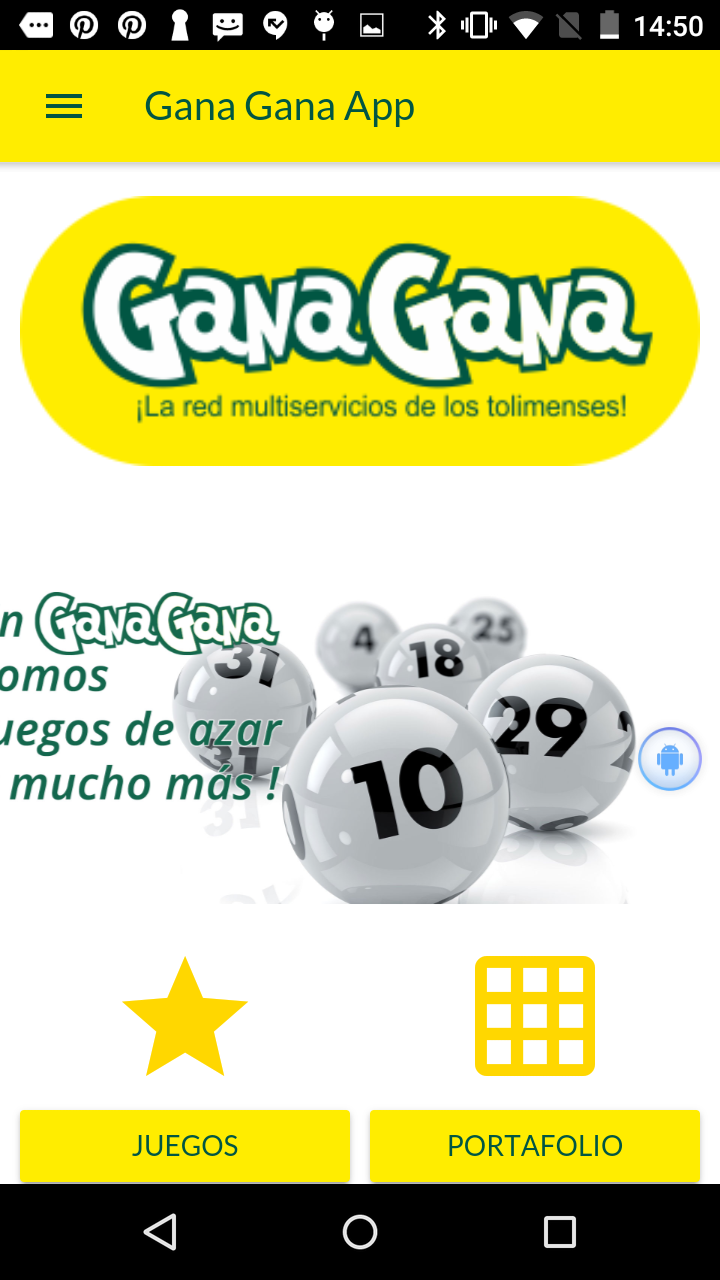 14:50
Gana Gana App
GanaGana
¡La red multiservicios de los tolimenses!
n GanaGana
omos
uegos de azar
mucho más !
4
25
18
31
29
31
10
JUEGOS
PORTAFOLIO